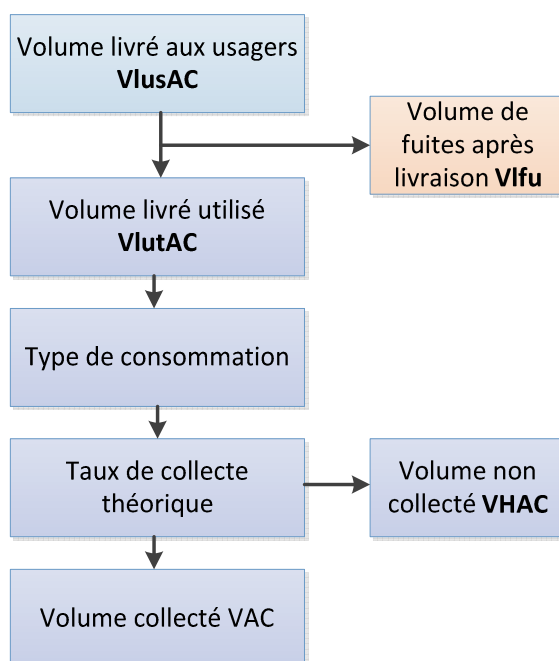 Volume livré aux usagers
VlusAC
Volume de
fuites après
livraison Vlfu
Volume livré utilisé
VlutAC
Type de consommation
Taux de collecte
théorique
Volume non
collecté VHAC
Volume collecté VAC